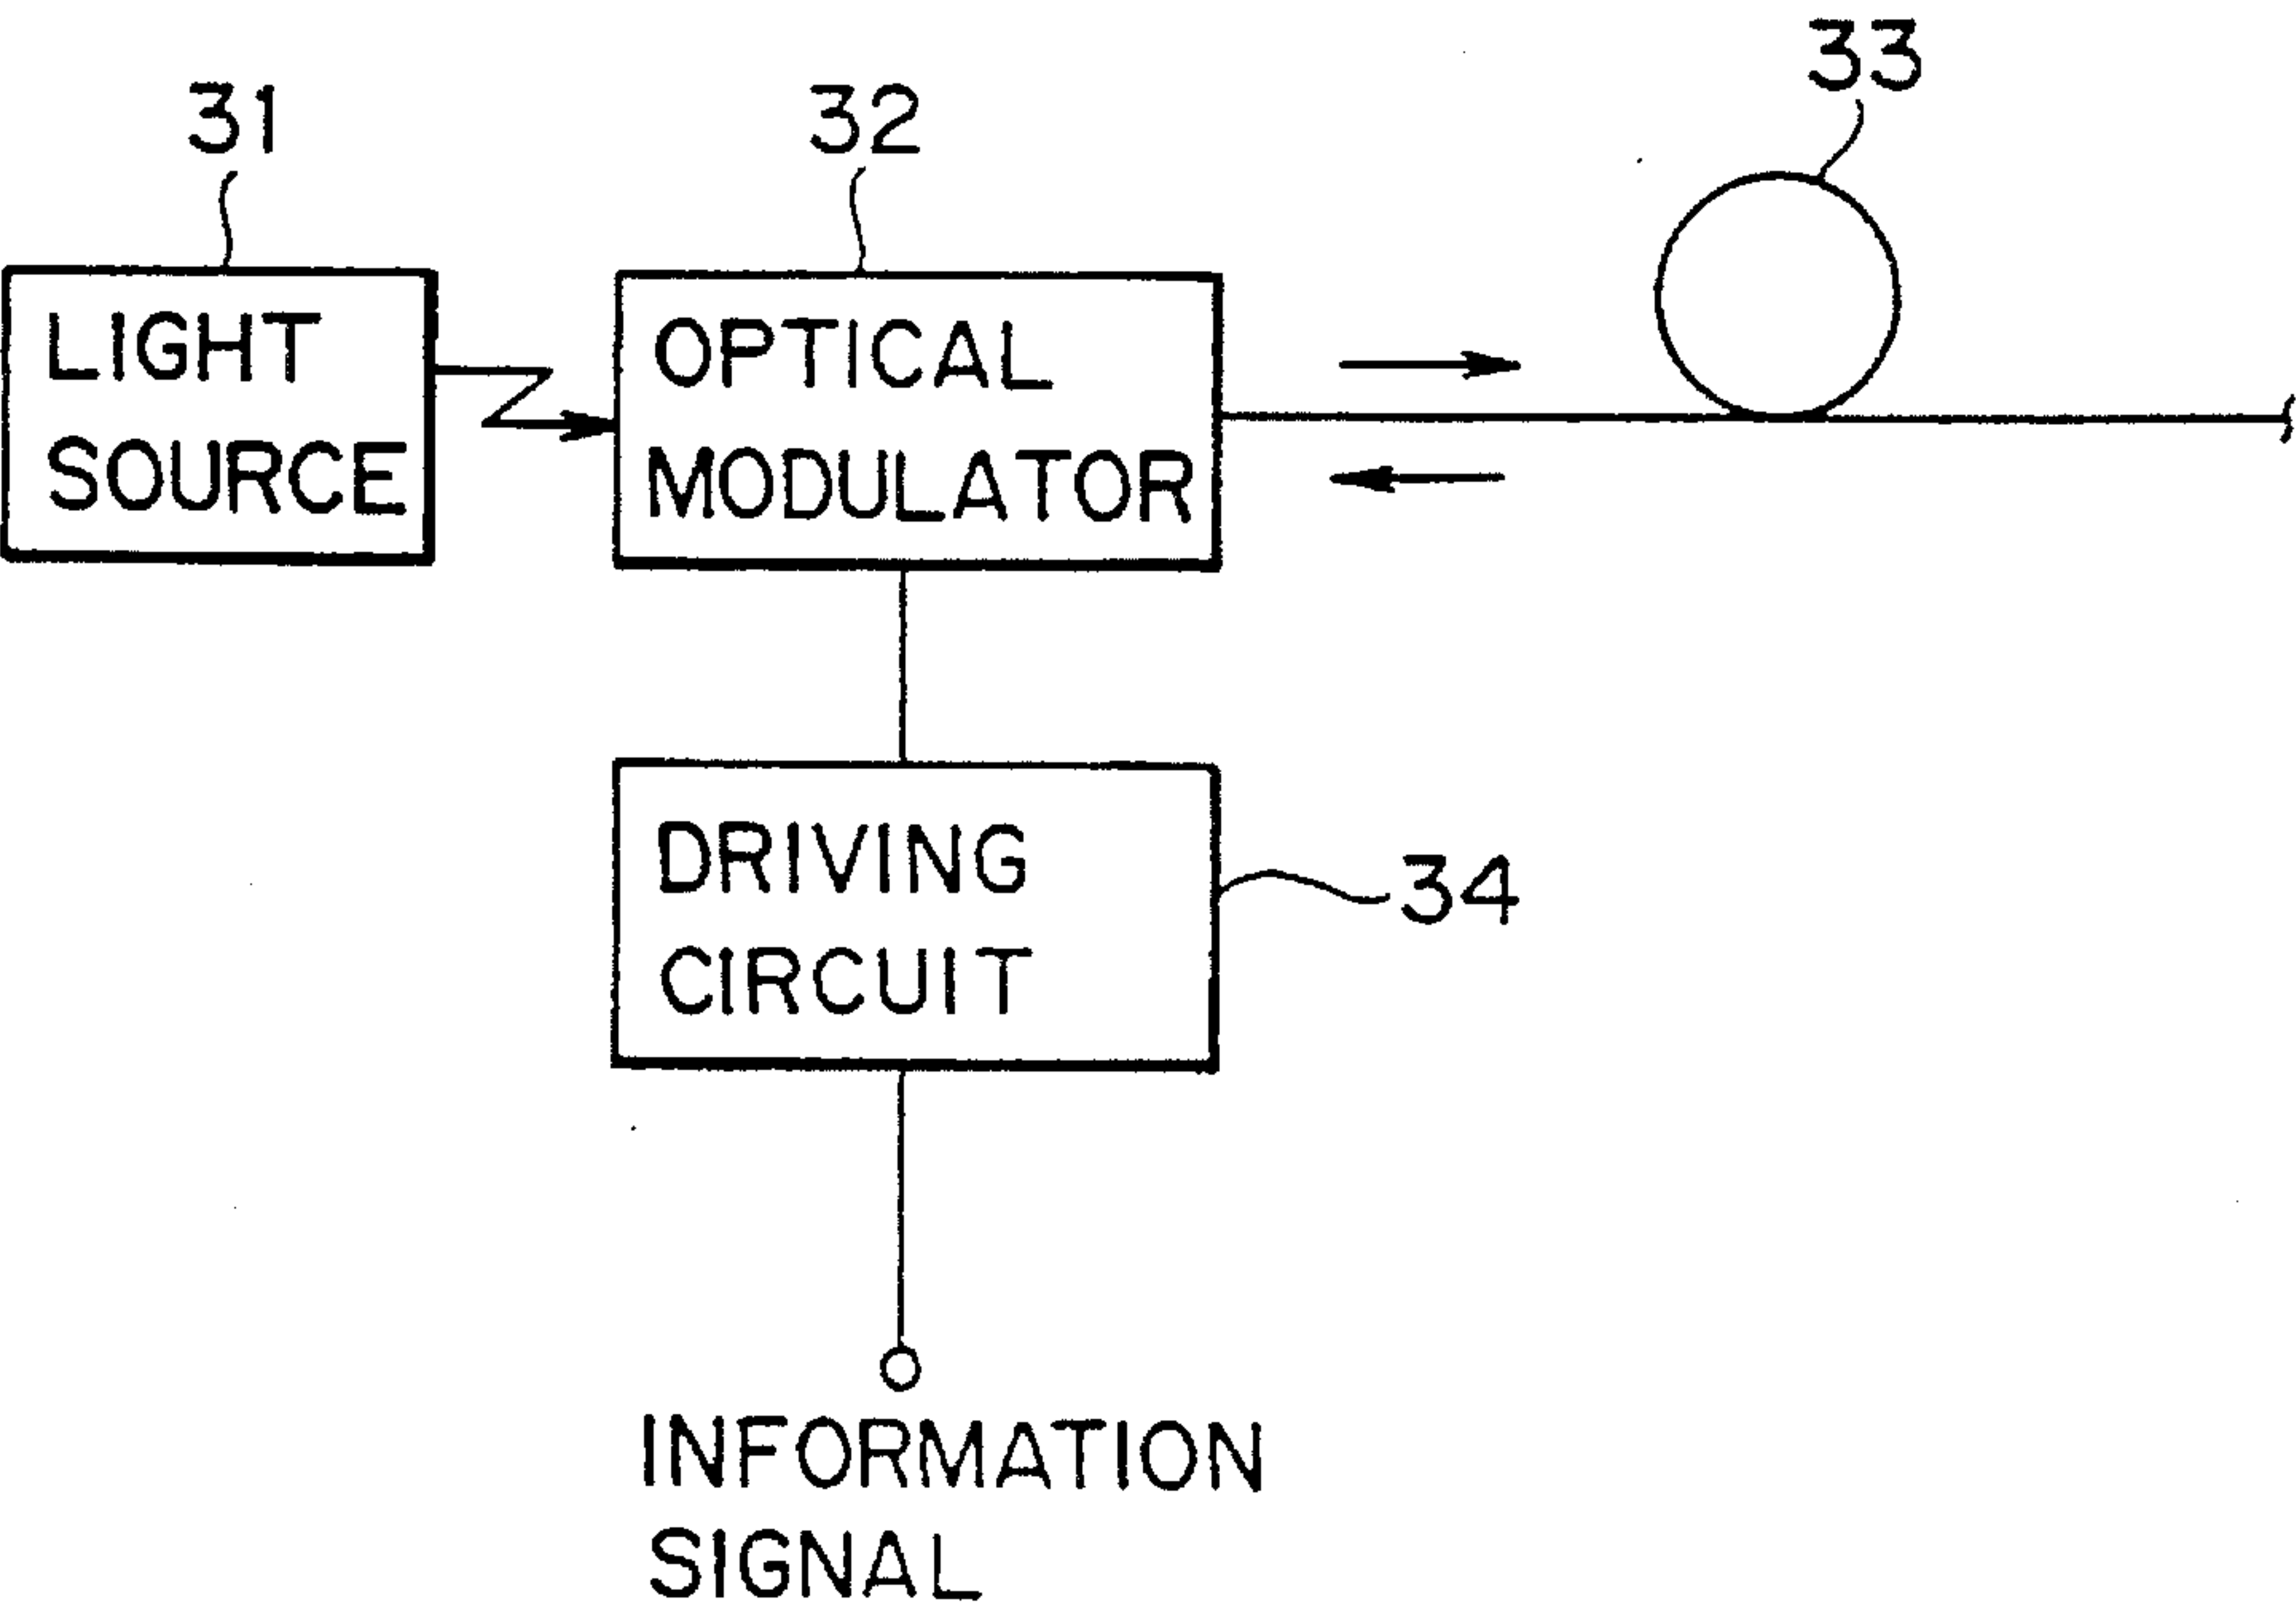 33
31
32
LIGHT
SOURCE
OPTICAL
MODULATOR
DRIVING
CIRCUIT
34
INFORMATION
SIGNAL